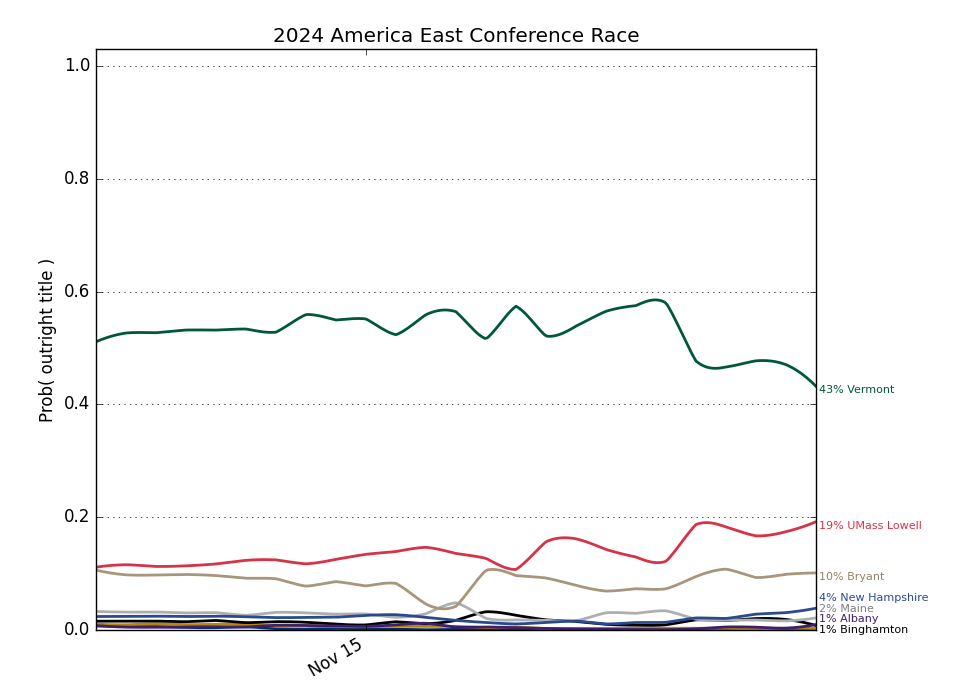 2024 America East Conference Race
1.0
0.8
0.6
0.4
0.2
0.0
Prob( outright title )
Nov 15
43% Vermont
19% UMass Lowell
10% Bryant
4% New Hampshire
2% Maine
1% Albany
1% Binghamton